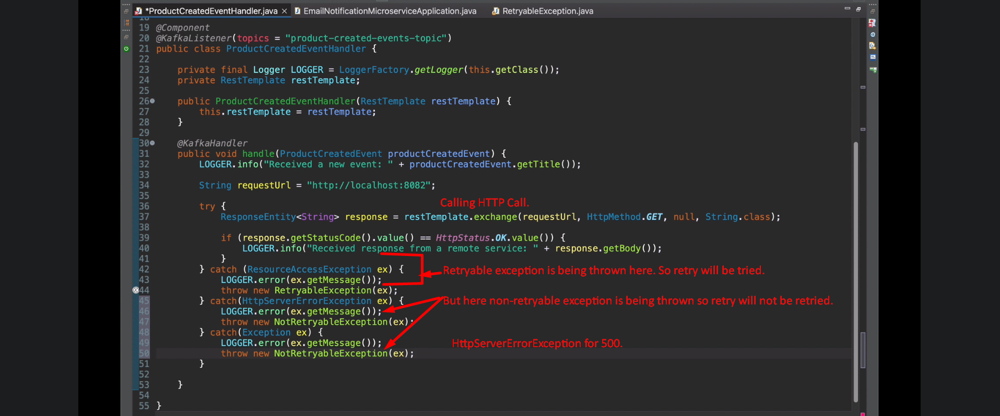 *ProductCreatedEventHandler.java × EmailNotificationMicroserviceApplication.java RetryableException.java
18
19 @Component
20 @KafkaListener(topics = "product-created-events-topic")
21 public class ProductCreatedEventHandler {
22
23 private final Logger LOGGER = LoggerFactory.getLogger(this.getClass());
24 private RestTemplate restTemplate;
25
26 public ProductCreatedEventHandler(RestTemplate restTemplate) {
27 this.restTemplate = restTemplate;
28 }
29
30 @KafkaHandler
31 public void handle(ProductCreatedEvent productCreatedEvent) {
32 LOGGER.info("Received a new event: " + productCreatedEvent.getTitle());
33
34 String requestUrl = "http://localhost:8082";
35
36 try {
Calling HTTP Call.
37 ResponseEntity<String> response = restTemplate.exchange(requestUrl, HttpMethod.GET, null, String.class);
38
39 if (response.getStatusCode().value() == HttpStatus.OK.value()) {
40 LOGGER.info("Received response from a remote service: " + response.getBody());
41 }
42 } catch (ResourceAccessException ex) {
Retryable exception is being thrown here. So retry will be tried.
43 LOGGER.error(ex.getMessage());
44 throw new RetryableException(ex);
45 } catch(HttpServerErrorException ex) {
But here non-retryable exception is being thrown so retry will not be retried.
46 LOGGER.error(ex.getMessage());
47 throw new NotRetryableException(ex);
48 } catch(Exception ex) {
49 LOGGER.error(ex.getMessage());
HttpServerErrorException for 500.
50 throw new NotRetryableException(ex);
51 }
52
53 }
54
55 }